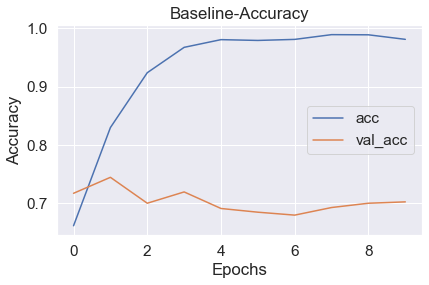 Baseline-Accuracy
Accuracy
1.0
0.9
0.8
0.7
acc
val_acc
0 2 4 6 8
Epochs